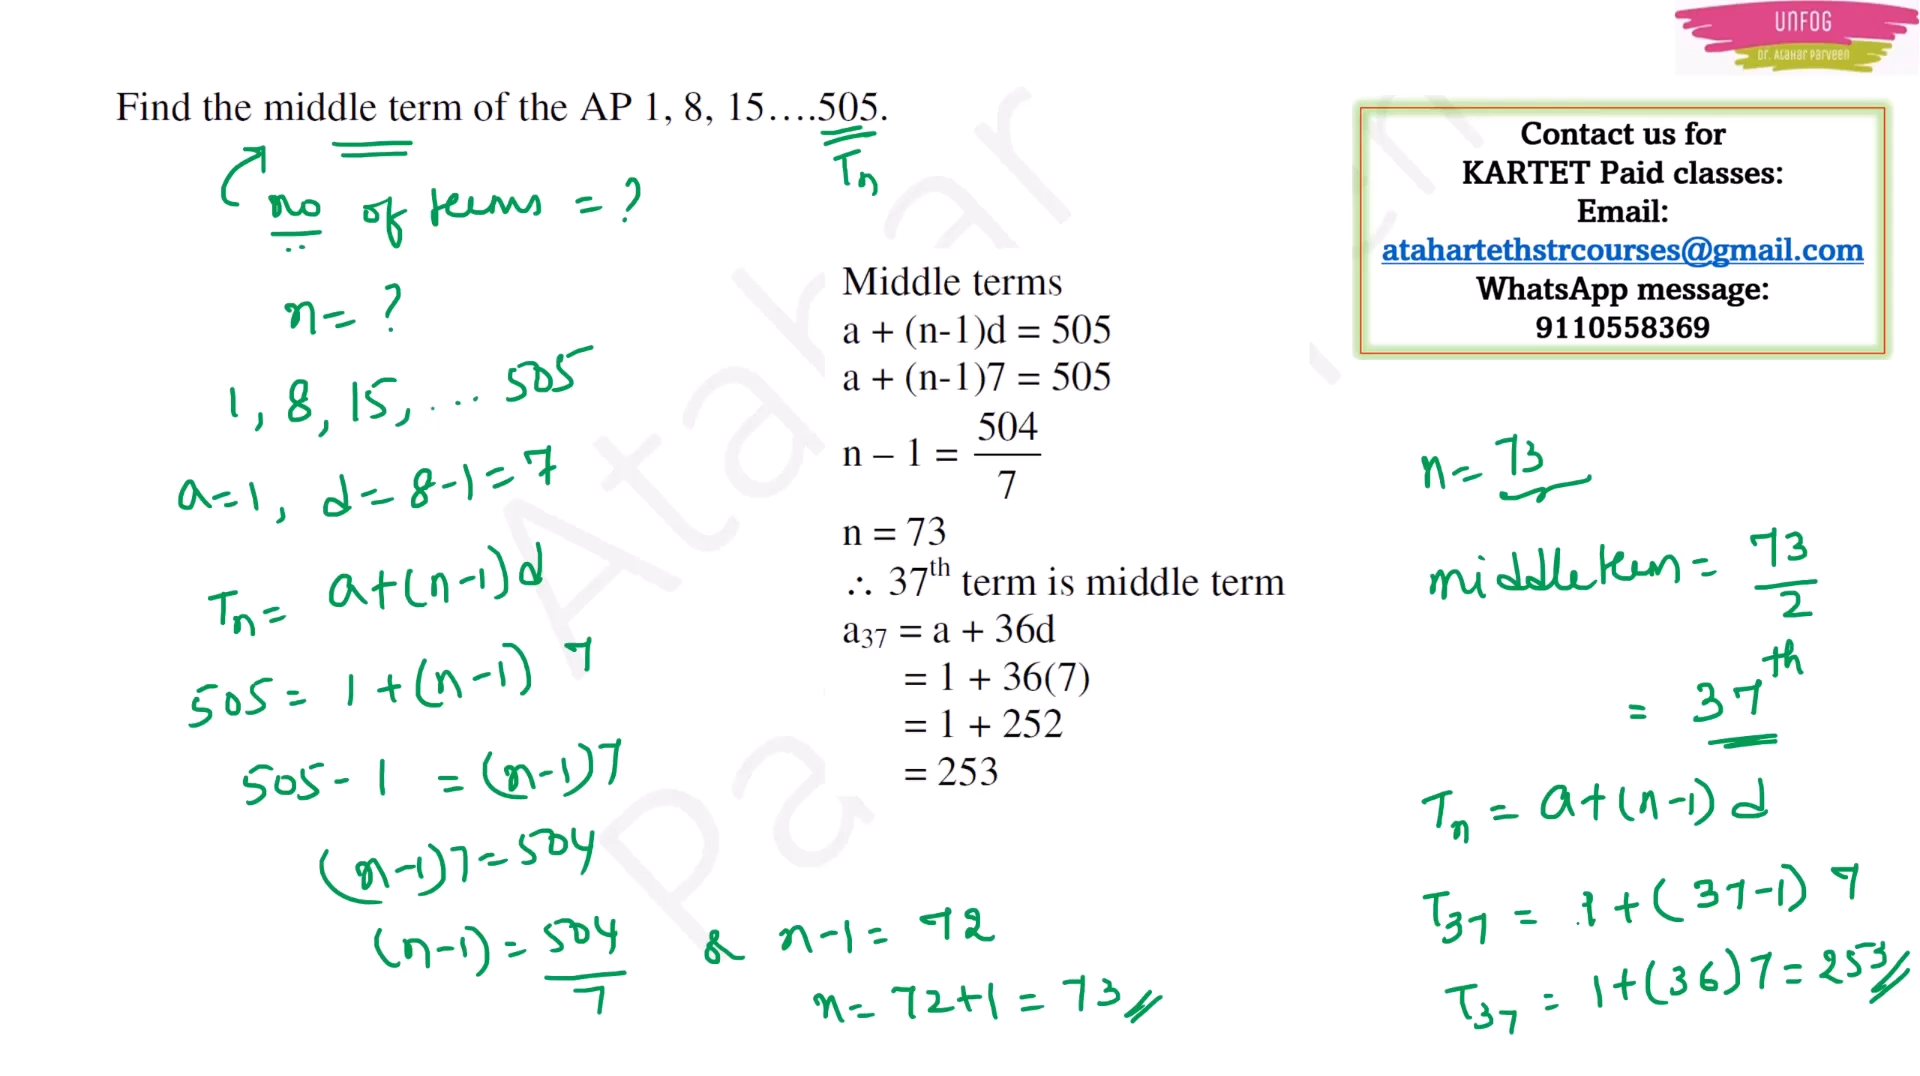 UNFOG
Dr. Atahar Parveen
Find the middle term of the AP 1, 8, 15….505.
Tn
no of terms = ?
n = ?
1, 8, 15, ... 505
a=1, d = 8-1 = 7
Tn = a+(n-1)d
505 = 1+(n-1) 7
505 - 1 = (n-1)7
(n-1)7 = 504
(n-1) = 504/7 & n-1 = 72
n = 72+1 = 73
Middle terms
a + (n-1)d = 505
a + (n-1)7 = 505
n – 1 = 504/7
n = 73
∴ 37th term is middle term
a37 = a + 36d
= 1 + 36(7)
= 1 + 252
= 253
Contact us for
KARTET Paid classes:
Email:
atahartethstrcourses@gmail.com
WhatsApp message:
9110558369
n = 73
middle term = 73/2
= 37th
Tn = a+(n-1) d
T37 = 1+(37-1) 7
T37 = 1+(36)7 = 253
Atahar
Pa
en